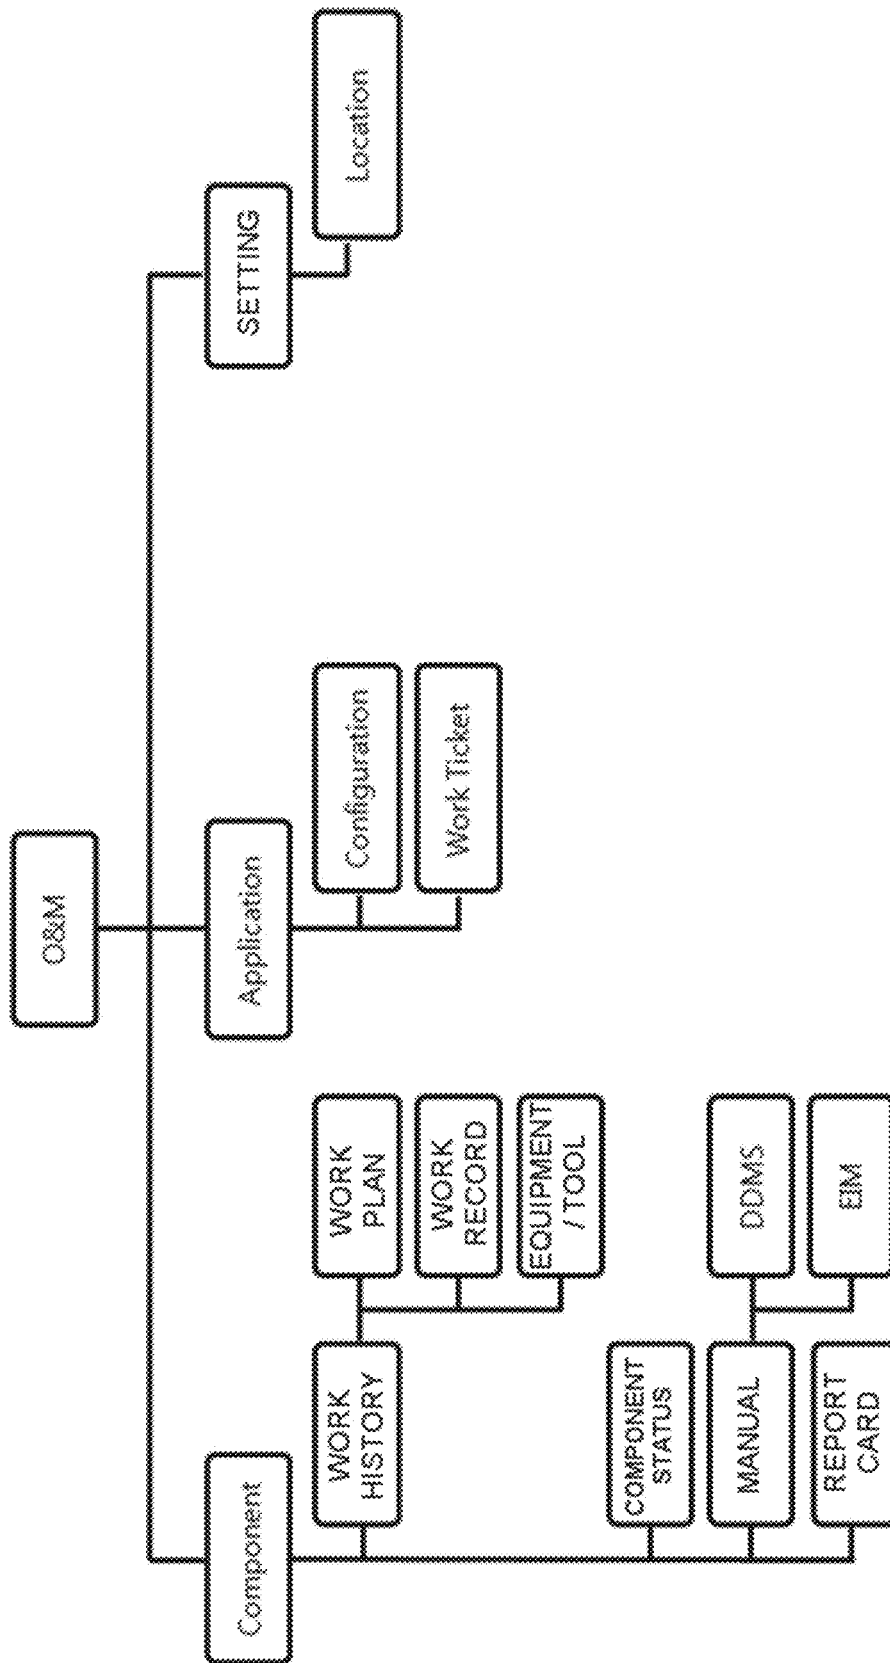 O&M
Component
Application
SETTING
WORK
HISTORY
WORK
PLAN
WORK
RECORD
EQUIPMENT
/ TOOL
COMPONENT
STATUS
MANUAL
DDMS
EIM
REPORT
CARD
Configuration
Work Ticket
Location